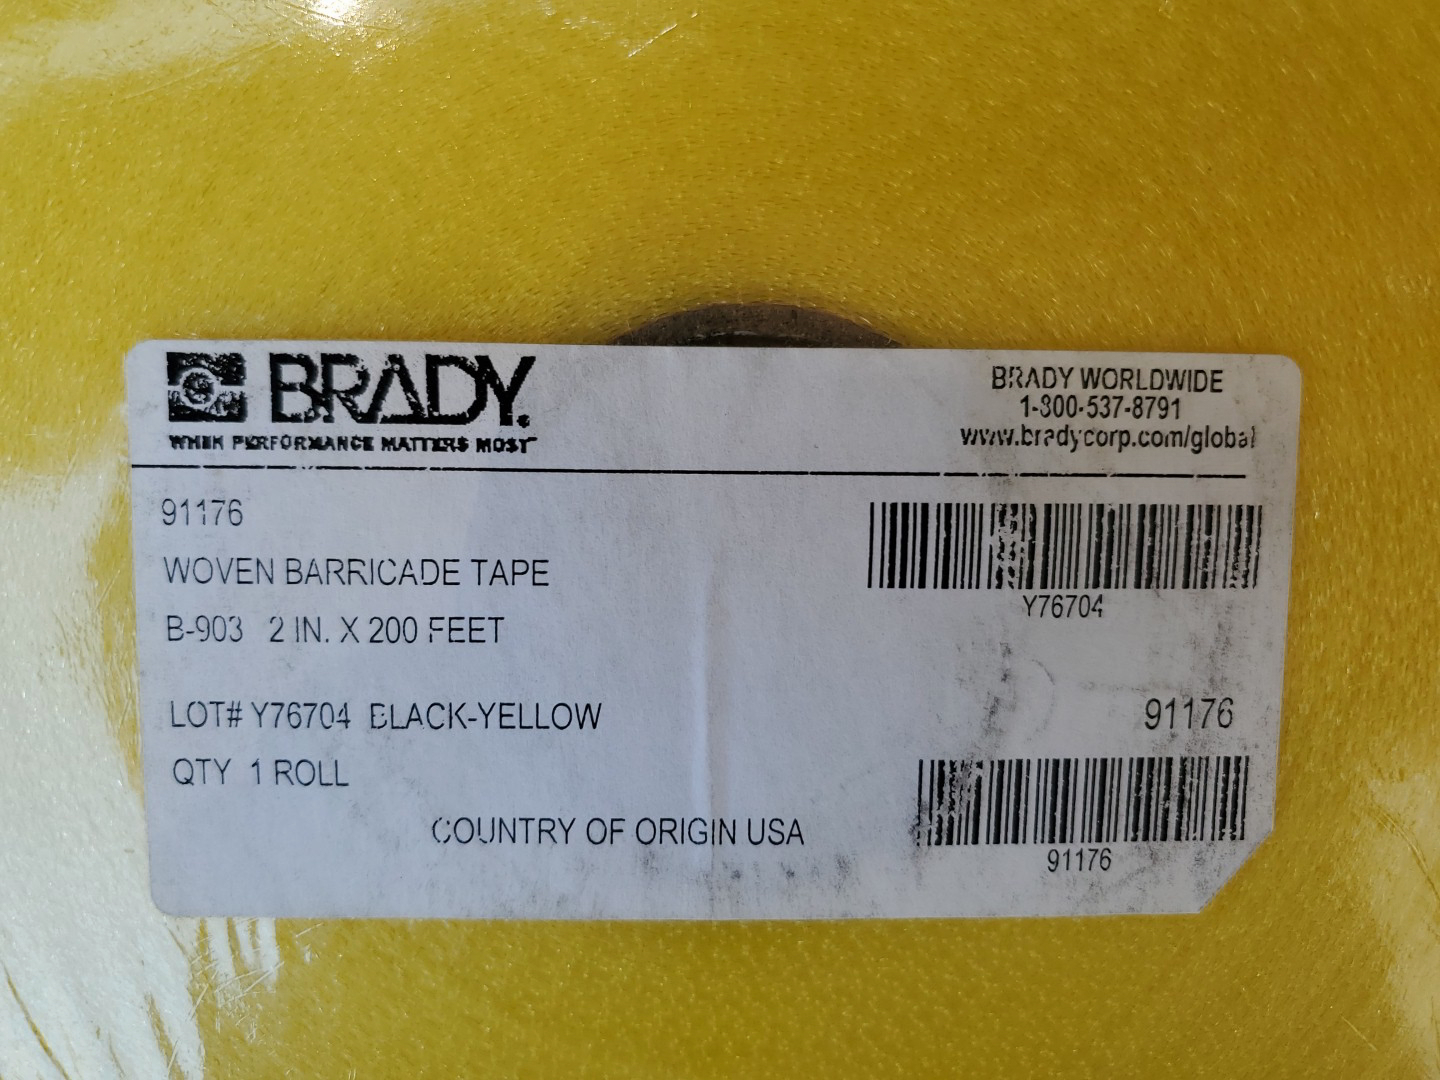 BRADY.
WHEN PERFORMANCE MATTERS MOST
BRADY WORLDWIDE
1-800-537-8791
www.bradycorp.com/global
91176
WOVEN BARRICADE TAPE
B-903 2 IN. X 200 FEET
Y76704
LOT# Y76704 BLACK-YELLOW
91176
QTY 1 ROLL
COUNTRY OF ORIGIN USA
91176